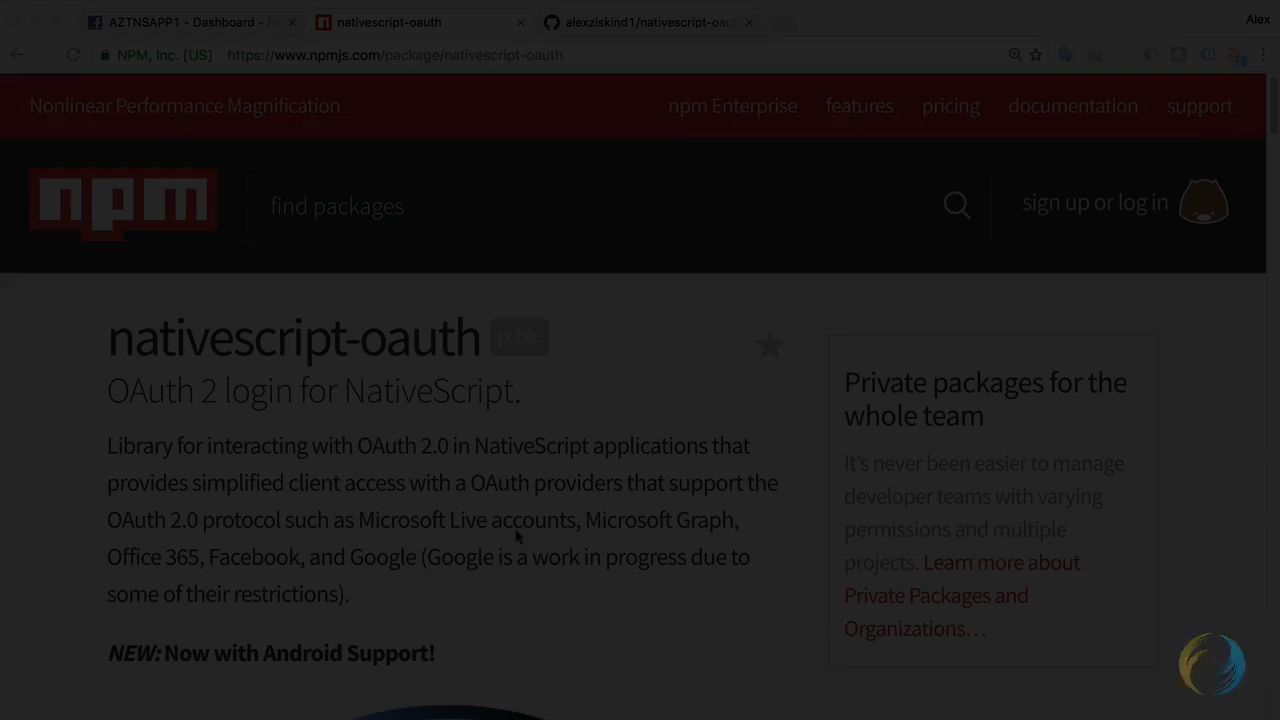 AZTNSAPP1 - Dashboard - Fa
nativescript-oauth
alexziskind1/nativescript-oaut
Alex
NPM, Inc. [US]
https://www.npmjs.com/package/nativescript-oauth
Nonlinear Performance Magnification
npm Enterprise
features
pricing
documentation
support
npm
find packages
sign up or log in
nativescript-oauth
public
OAuth 2 login for NativeScript.
Library for interacting with OAuth 2.0 in NativeScript applications that
provides simplified client access with a OAuth providers that support the
OAuth 2.0 protocol such as Microsoft Live accounts, Microsoft Graph,
Office 365, Facebook, and Google (Google is a work in progress due to
some of their restrictions).
NEW: Now with Android Support!
Private packages for the
whole team
It's never been easier to manage
developer teams with varying
permissions and multiple
projects. Learn more about
Private Packages and
Organizations…